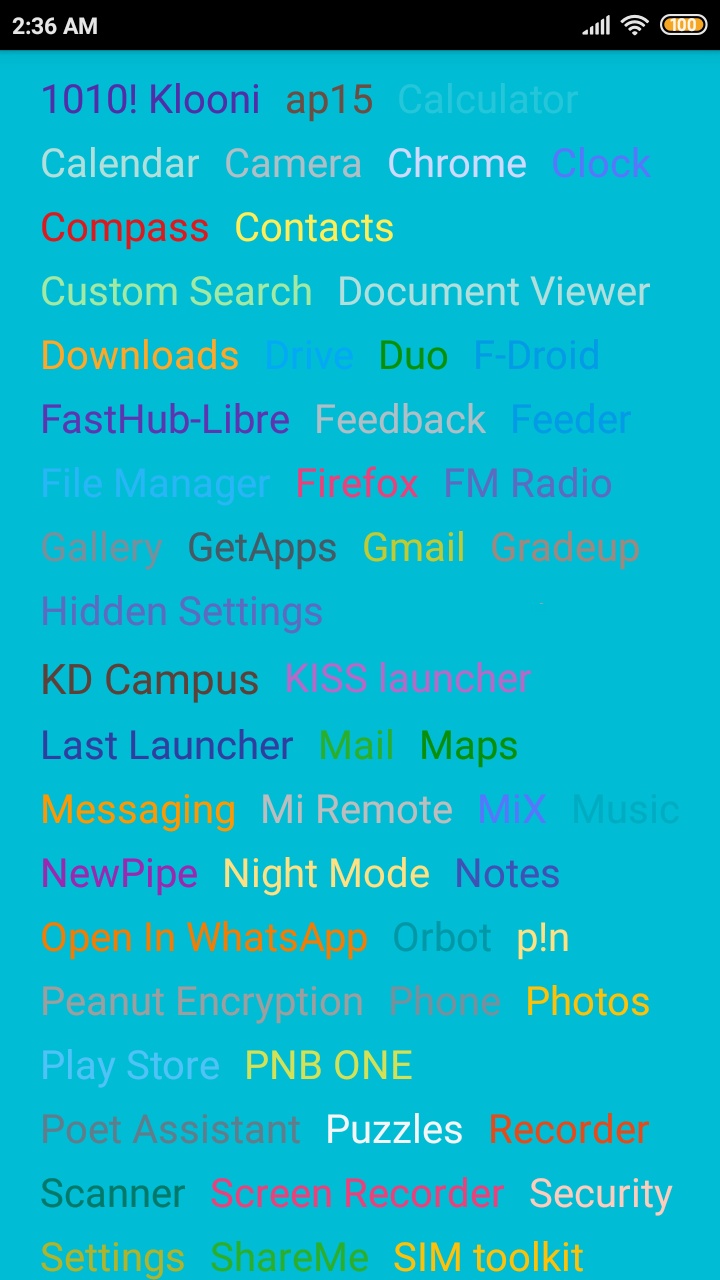 2:36 AM 100
1010! Klooni ap15 Calculator
Calendar Camera Chrome Clock
Compass Contacts
Custom Search Document Viewer
Downloads Drive Duo F-Droid
FastHub-Libre Feedback Feeder
File Manager Firefox FM Radio
Gallery GetApps Gmail Gradeup
Hidden Settings
KD Campus KISS launcher
Last Launcher Mail Maps
Messaging Mi Remote MiX Music
NewPipe Night Mode Notes
Open In WhatsApp Orbot p!n
Peanut Encryption Phone Photos
Play Store PNB ONE
Poet Assistant Puzzles Recorder
Scanner Screen Recorder Security
Settings ShareMe SIM toolkit